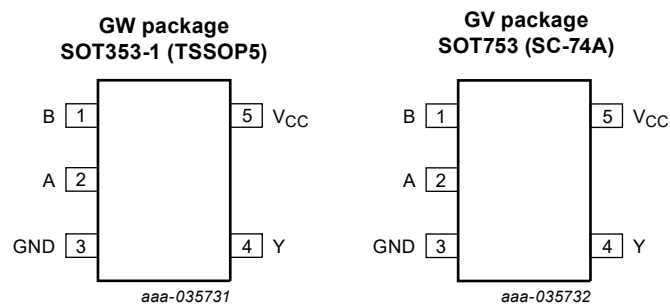 GW package
SOT353-1 (TSSOP5)
B 1
5 VCC
A 2
GND 3
4 Y
aaa-035731
GV package
SOT753 (SC-74A)
B 1
5 VCC
A 2
GND 3
4 Y
aaa-035732